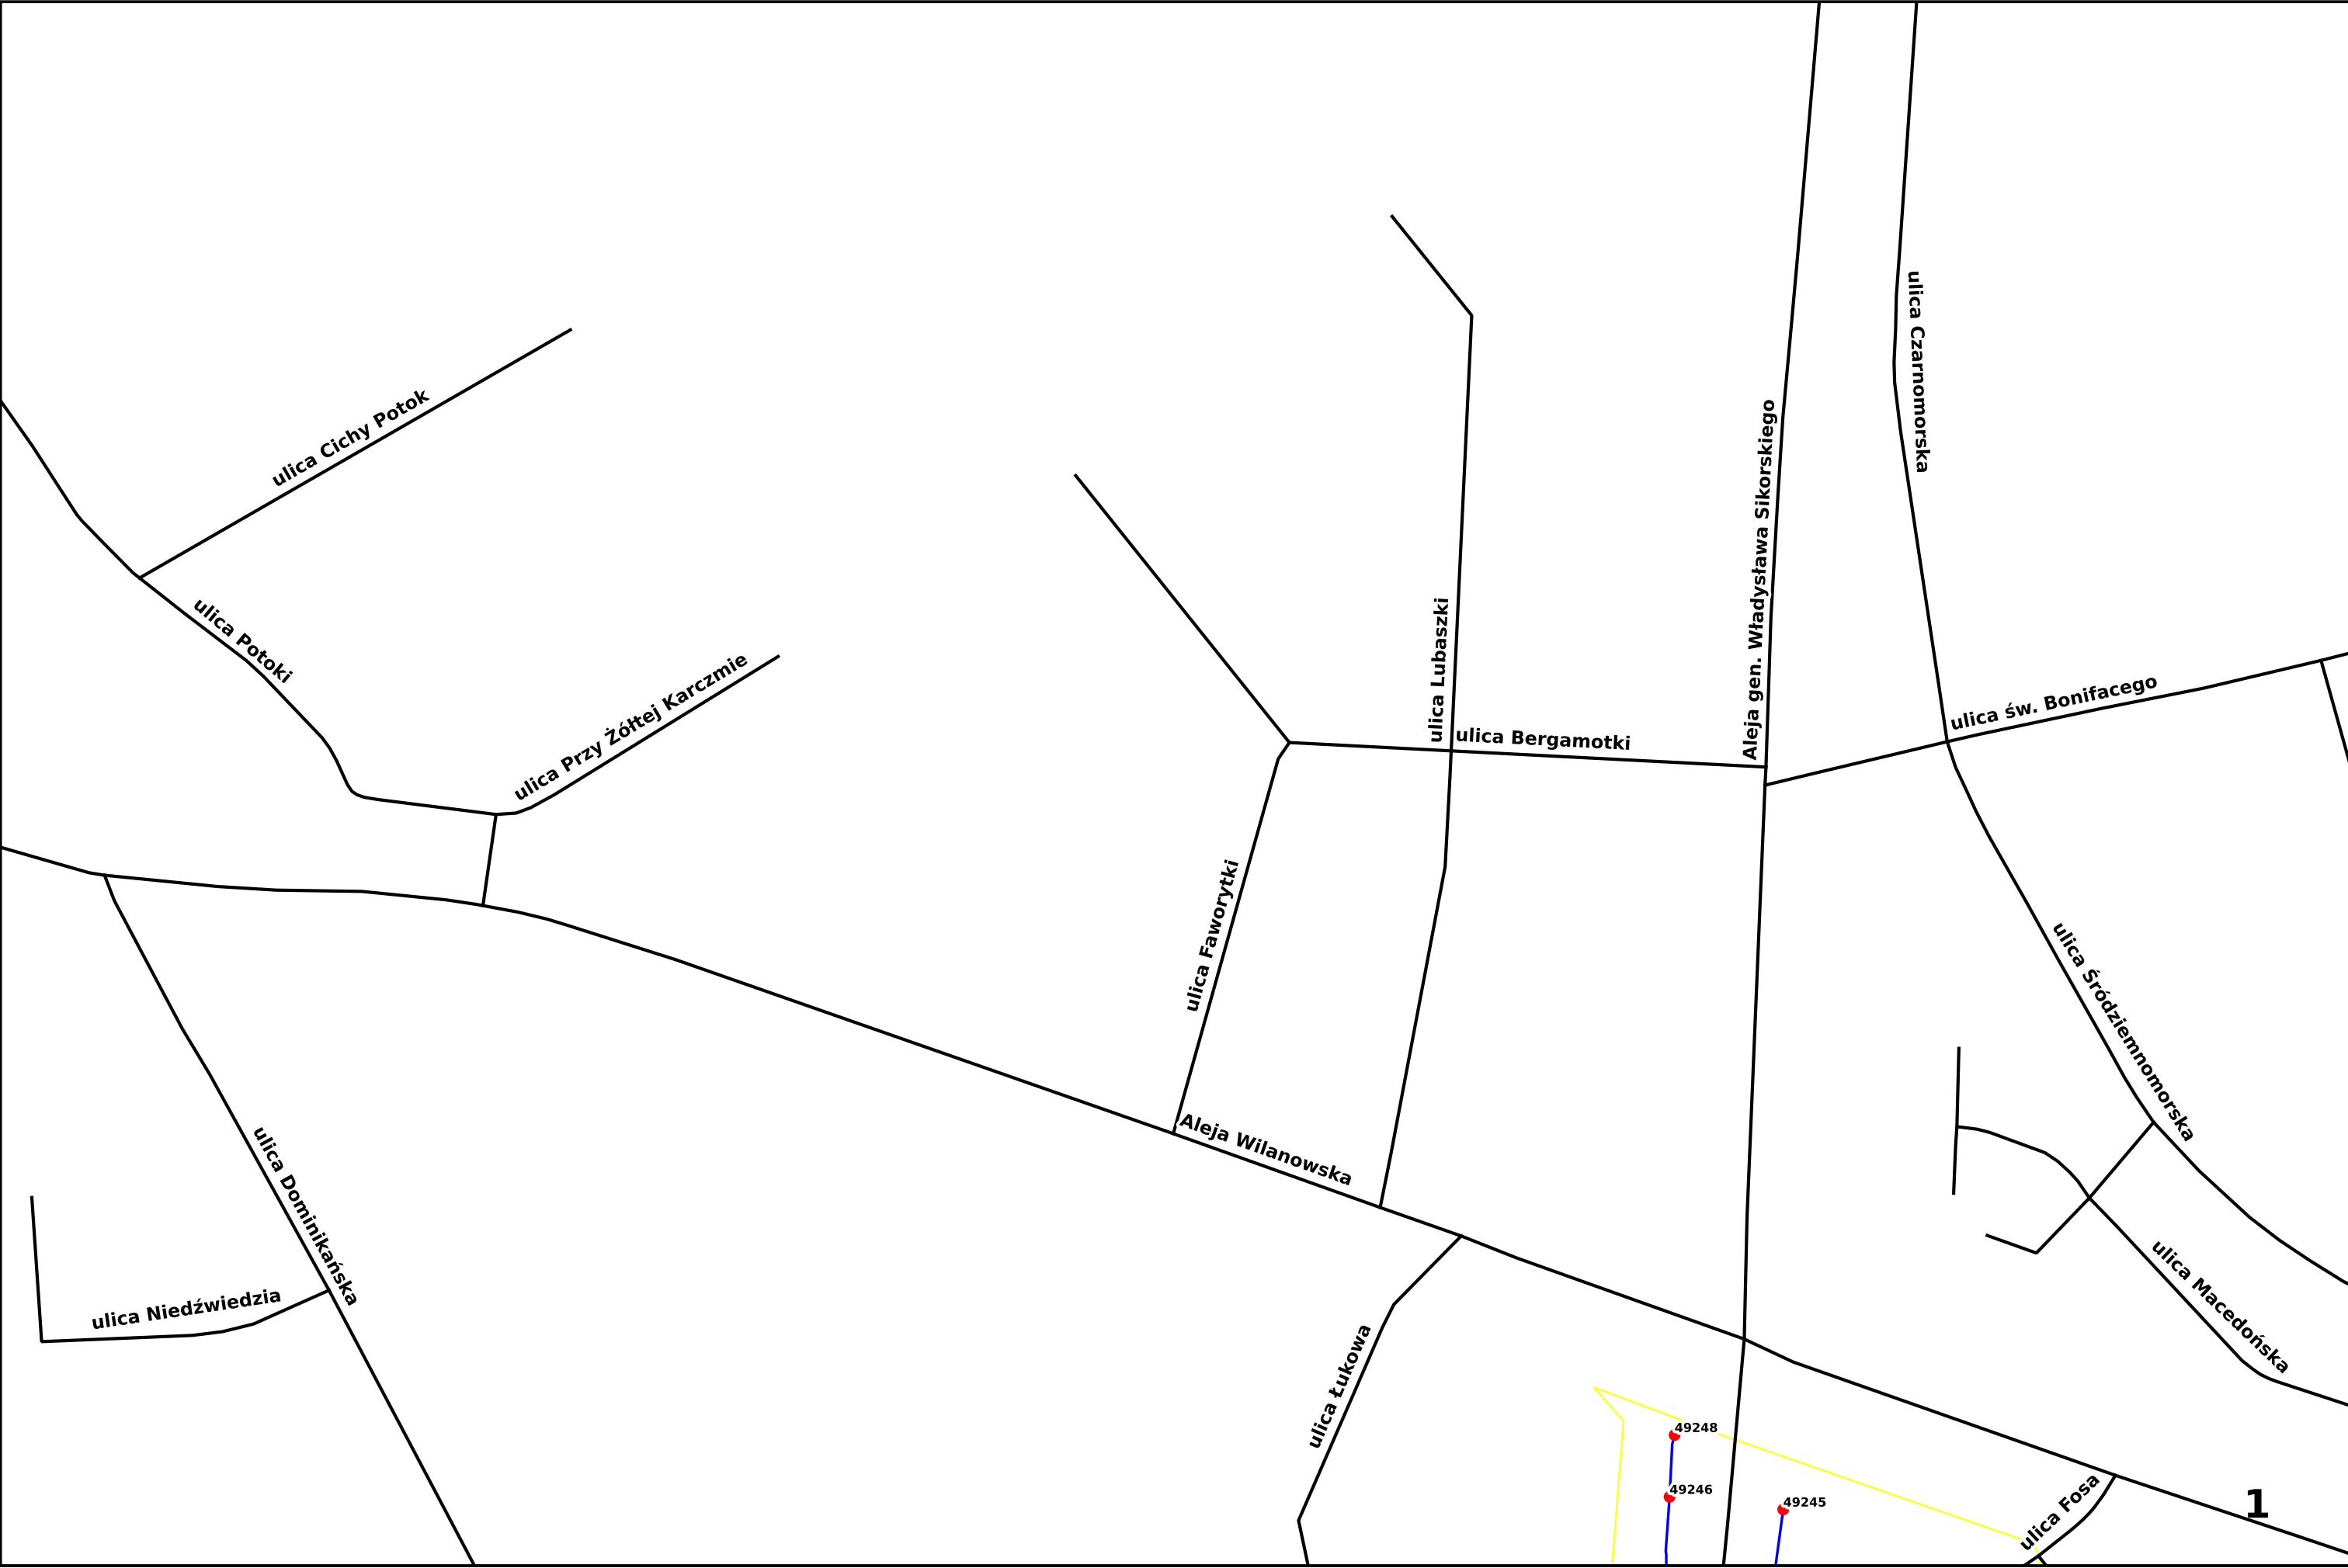 ulica Czarnomorska
ulica Cichy Potok
Aleja gen. Władysława Sikorskiego
ulica Potoki
ulica Lubaszki
ulica Przy Żółtej Karczmie
ulica św. Bonifacego
ulica Bergamotki
ulica Faworytki
ulica Śródziemnomorska
Aleja Wilanowska
ulica Dominikańska
ulica Niedźwiedzia
ulica Macedońska
ulica Łukowa
49248
49246
49245
ulica Fosa
1